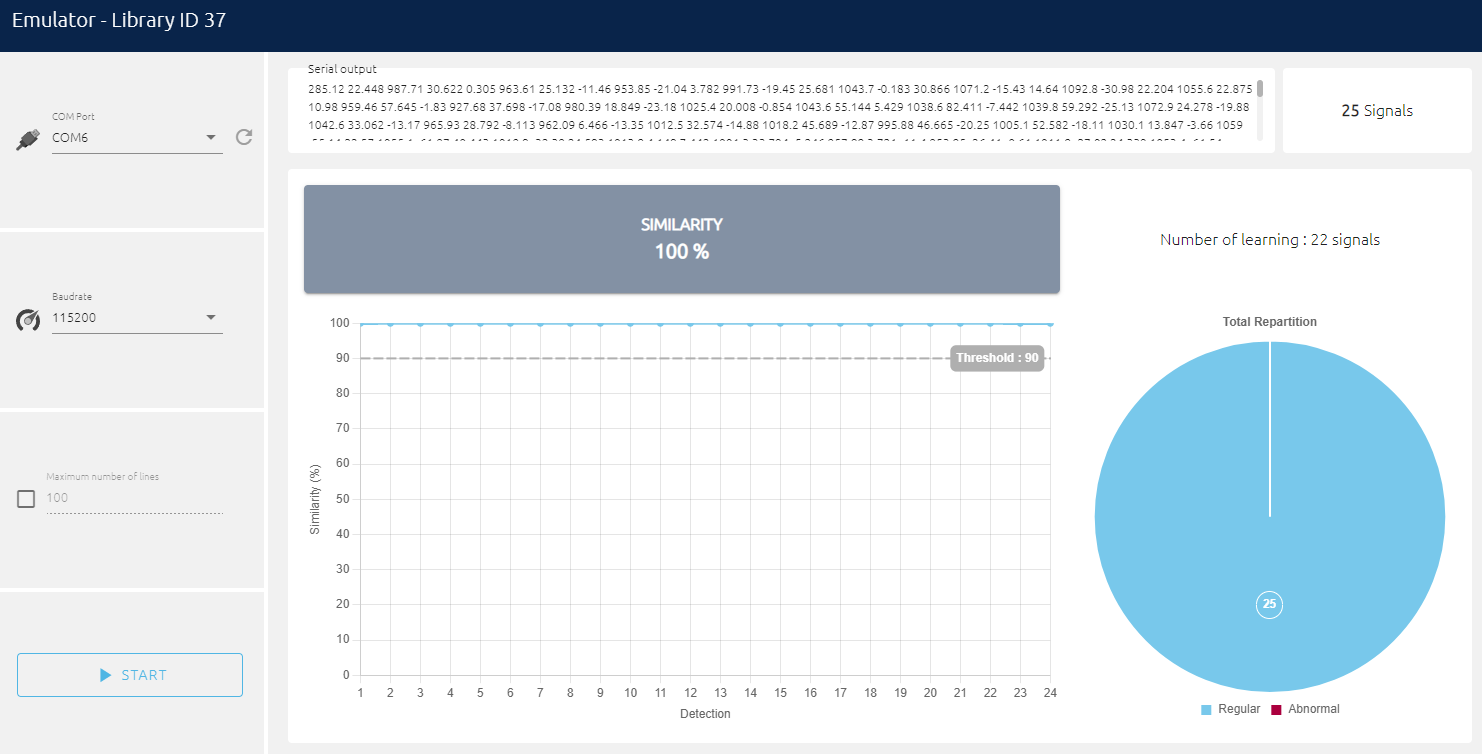 Emulator - Library ID 37
COM Port
COM6
Baudrate
115200
Maximum number of lines
100
START
Serial output
285.12 22.448 987.71 30.622 0.305 963.61 25.132 -11.46 953.85 -21.04 3.782 991.73 -19.45 25.681 1043.7 -0.183 30.866 1071.2 -15.43 14.64 1092.8 -30.98 22.204 1055.6 22.875
10.98 959.46 57.645 -1.83 927.68 37.698 -17.08 980.39 18.849 -23.18 1025.4 20.008 -0.854 1043.6 55.144 5.429 1038.6 82.411 -7.442 1039.8 59.292 -25.13 1072.9 24.278 -19.88
1042.6 33.062 -13.17 965.93 28.792 -8.113 962.09 6.466 -13.35 1012.5 32.574 -14.88 1018.2 45.689 -12.87 995.88 46.665 -20.25 1005.1 52.582 -18.11 1030.1 13.847 -3.66 1059
25 Signals
SIMILARITY
100 %
Number of learning : 22 signals
Similarity (%)
100
90
80
70
60
50
40
30
20
10
0
Threshold : 90
1 2 3 4 5 6 7 8 9 10 11 12 13 14 15 16 17 18 19 20 21 22 23 24
Detection
Total Repartition
25
Regular Abnormal